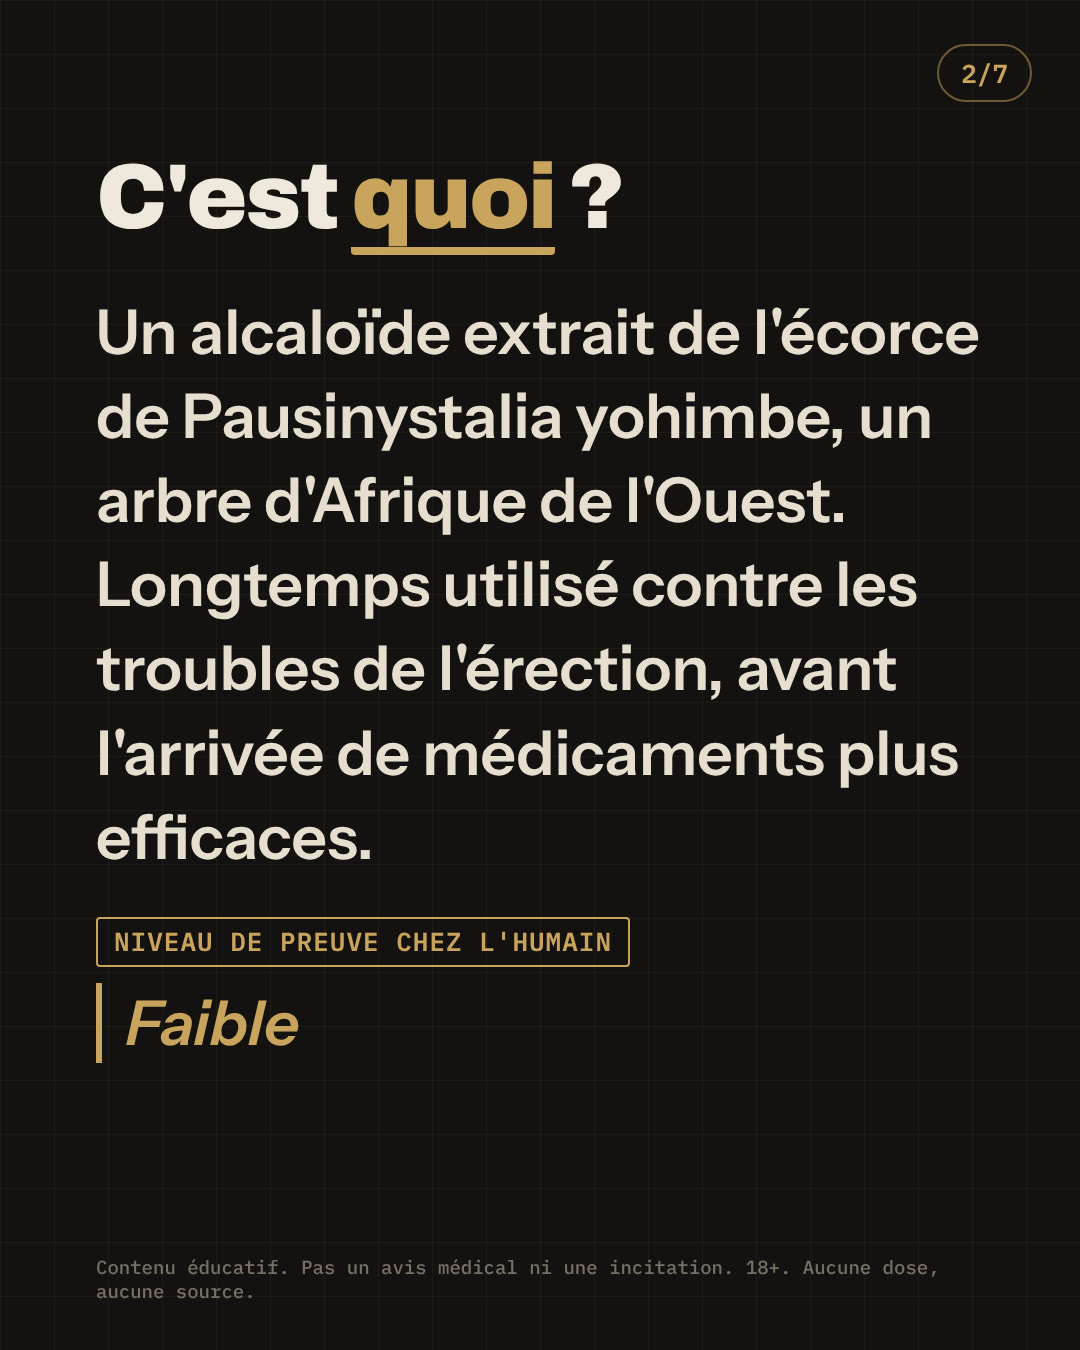 2/7
C'est quoi ?
Un alcaloïde extrait de l'écorce
de Pausinystalia yohimbe, un
arbre d'Afrique de l'Ouest.
Longtemps utilisé contre les
troubles de l'érection, avant
l'arrivée de médicaments plus
efficaces.
NIVEAU DE PREUVE CHEZ L'HUMAIN
Faible
Contenu éducatif. Pas un avis médical ni une incitation. 18+. Aucune dose,
aucune source.